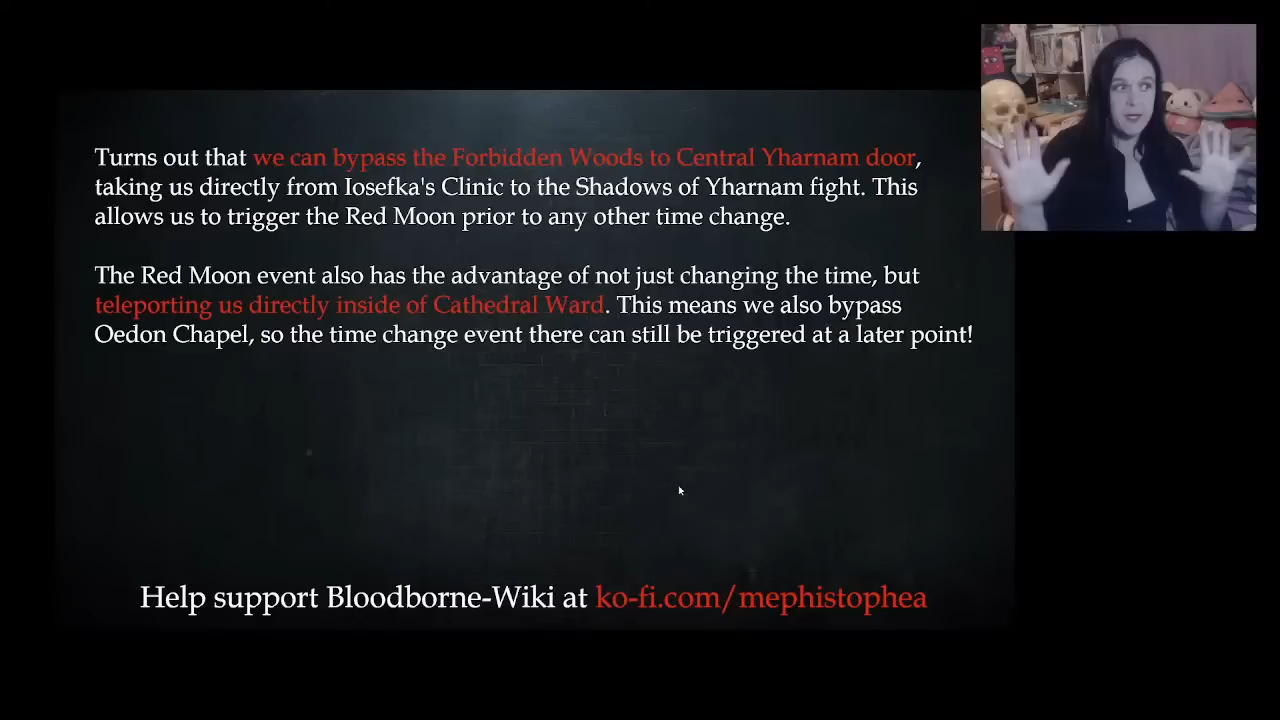 Turns out that we can bypass the Forbidden Woods to Central Yharnam door,
taking us directly from Iosefka's Clinic to the Shadows of Yharnam fight. This
allows us to trigger the Red Moon prior to any other time change.
The Red Moon event also has the advantage of not just changing the time, but
teleporting us directly inside of Cathedral Ward. This means we also bypass
Oedon Chapel, so the time change event there can still be triggered at a later point!
Help support Bloodborne-Wiki at ko-fi.com/mephistophea